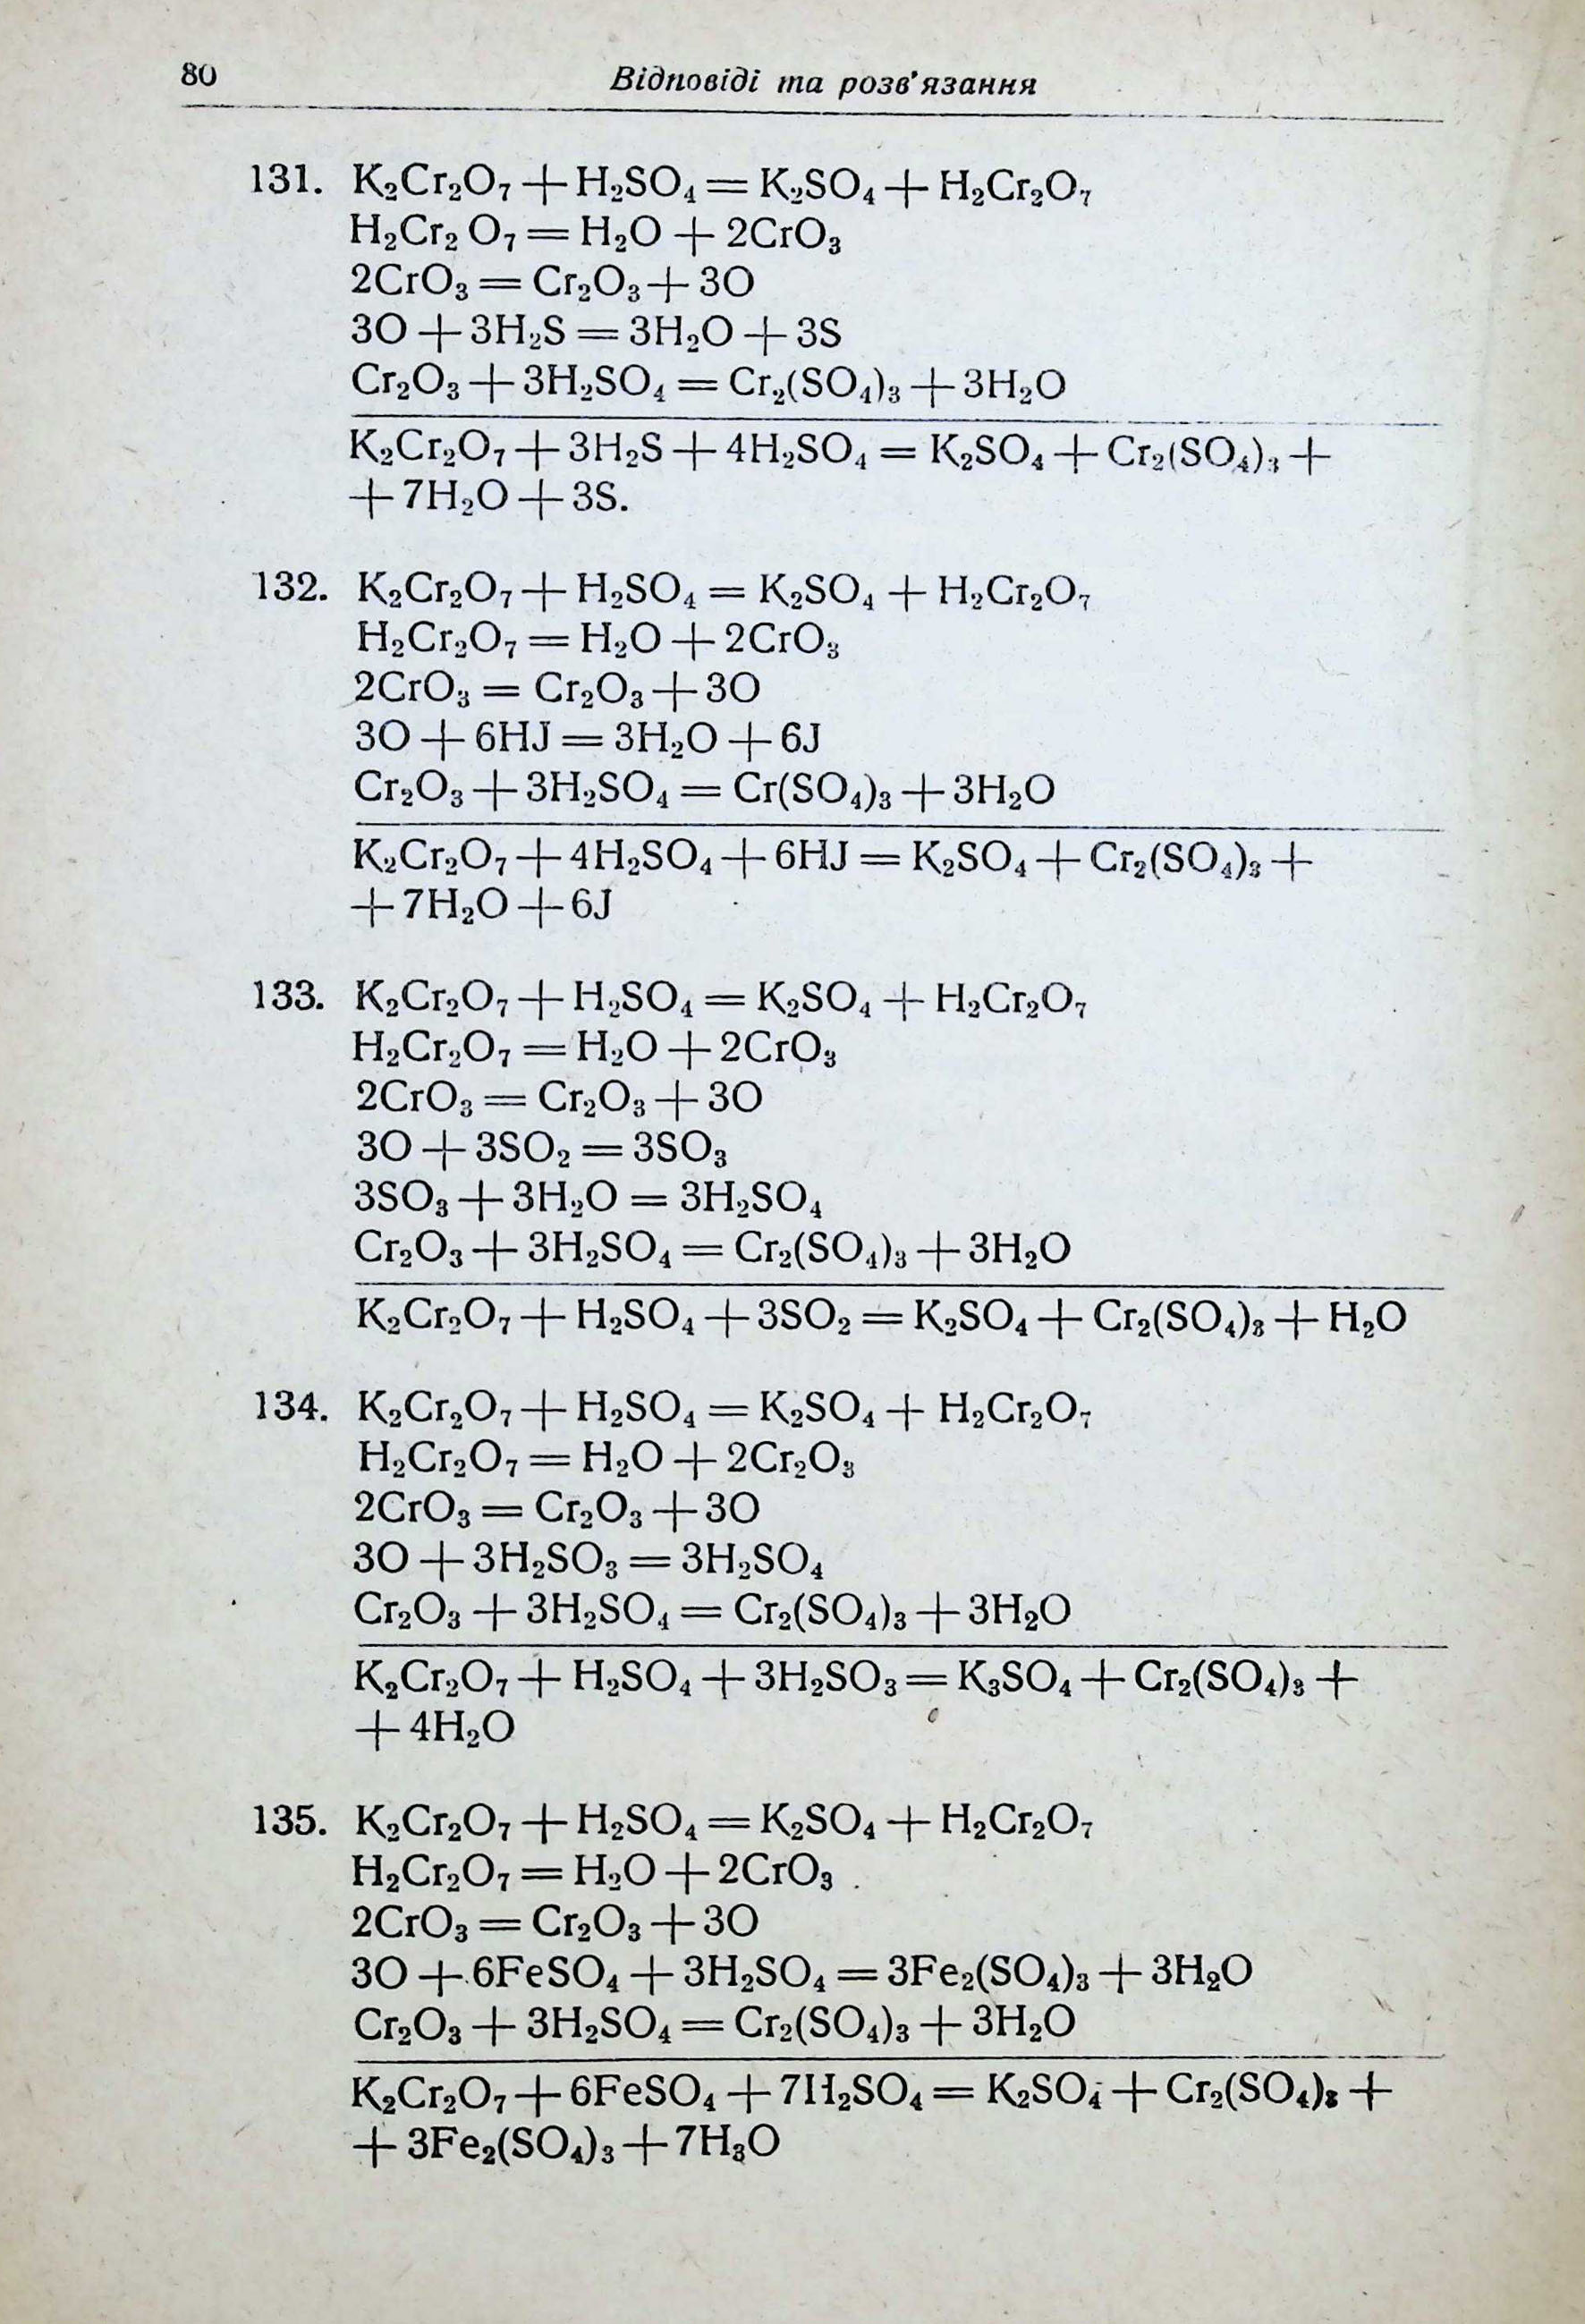 80
Відповіді та розв'язання
131. K₂Cr₂O₇ + H₂SO₄ = K₂SO₄ + H₂Cr₂O₇
H₂Cr₂ O₇ = H₂O + 2CrO₃
2CrO₃ = Cr₂O₃ + 3O
3O + 3H₂S = 3H₂O + 3S
Cr₂O₃ + 3H₂SO₄ = Cr₂(SO₄)₃ + 3H₂O
K₂Cr₂O₇ + 3H₂S + 4H₂SO₄ = K₂SO₄ + Cr₂(SO₄)₃ +
+ 7H₂O + 3S.
132. K₂Cr₂O₇ + H₂SO₄ = K₂SO₄ + H₂Cr₂O₇
H₂Cr₂O₇ = H₂O + 2CrO₃
2CrO₃ = Cr₂O₃ + 3O
3O + 6HJ = 3H₂O + 6J
Cr₂O₃ + 3H₂SO₄ = Cr(SO₄)₃ + 3H₂O
K₂Cr₂O₇ + 4H₂SO₄ + 6HJ = K₂SO₄ + Cr₂(SO₄)₃ +
+ 7H₂O + 6J
133. K₂Cr₂O₇ + H₂SO₄ = K₂SO₄ + H₂Cr₂O₇
H₂Cr₂O₇ = H₂O + 2CrO₃
2CrO₃ = Cr₂O₃ + 3O
3O + 3SO₂ = 3SO₃
3SO₃ + 3H₂O = 3H₂SO₄
Cr₂O₃ + 3H₂SO₄ = Cr₂(SO₄)₃ + 3H₂O
K₂Cr₂O₇ + H₂SO₄ + 3SO₂ = K₂SO₄ + Cr₂(SO₄)₃ + H₂O
134. K₂Cr₂O₇ + H₂SO₄ = K₂SO₄ + H₂Cr₂O₇
H₂Cr₂O₇ = H₂O + 2Cr₂O₃
2CrO₃ = Cr₂O₃ + 3O
3O + 3H₂SO₃ = 3H₂SO₄
Cr₂O₃ + 3H₂SO₄ = Cr₂(SO₄)₃ + 3H₂O
K₂Cr₂O₇ + H₂SO₄ + 3H₂SO₃ = K₃SO₄ + Cr₂(SO₄)₃ +
+ 4H₂O
135. K₂Cr₂O₇ + H₂SO₄ = K₂SO₄ + H₂Cr₂O₇
H₂Cr₂O₇ = H₂O + 2CrO₃ .
2CrO₃ = Cr₂O₃ + 3O
3O + 6FeSO₄ + 3H₂SO₄ = 3Fe₂(SO₄)₃ + 3H₂O
Cr₂O₃ + 3H₂SO₄ = Cr₂(SO₄)₃ + 3H₂O
K₂Cr₂O₇ + 6FeSO₄ + 7H₂SO₄ = K₂SO₄ + Cr₂(SO₄)₃ +
+ 3Fe₂(SO₄)₃ + 7H₃O